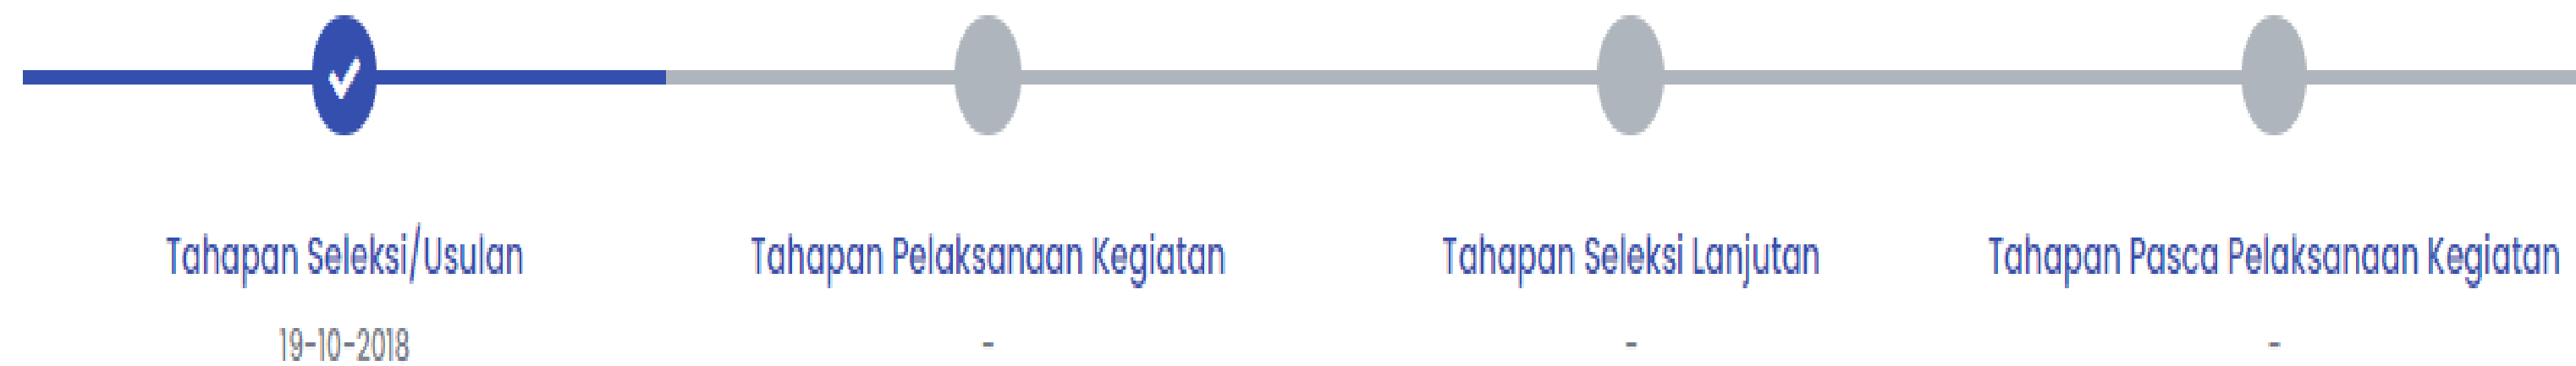 Tahapan Seleksi/Usulan
19-10-2018
Tahapan Pelaksanaan Kegiatan
-
Tahapan Seleksi Lanjutan
-
Tahapan Pasca Pelaksanaan Kegiatan
-